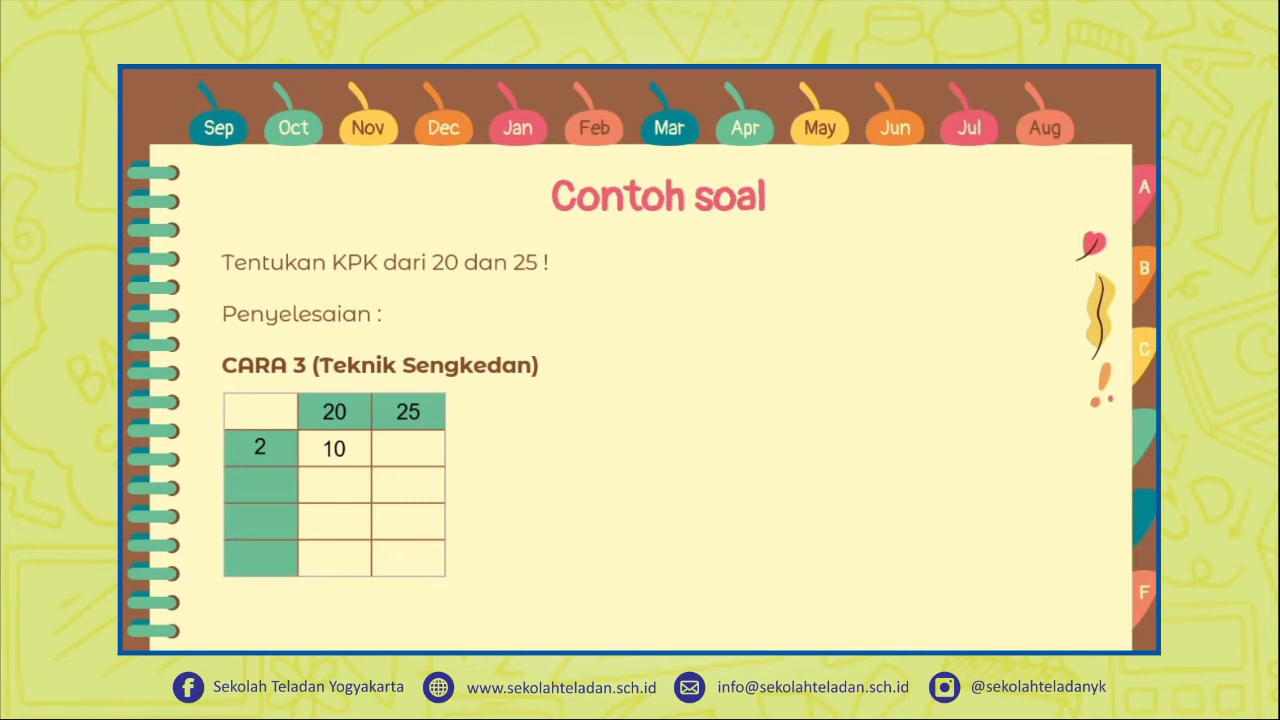 Sep Oct Nov Dec Jan Feb Mar Apr May Jun Jul Aug
Contoh soal
A
Tentukan KPK dari 20 dan 25 !
B
Penyelesaian :
C
CARA 3 (Teknik Sengkedan)
20 25
2 10
F
Sekolah Teladan Yogyakarta www.sekolahteladan.sch.id info@sekolahteladan.sch.id @sekolahteladanyk